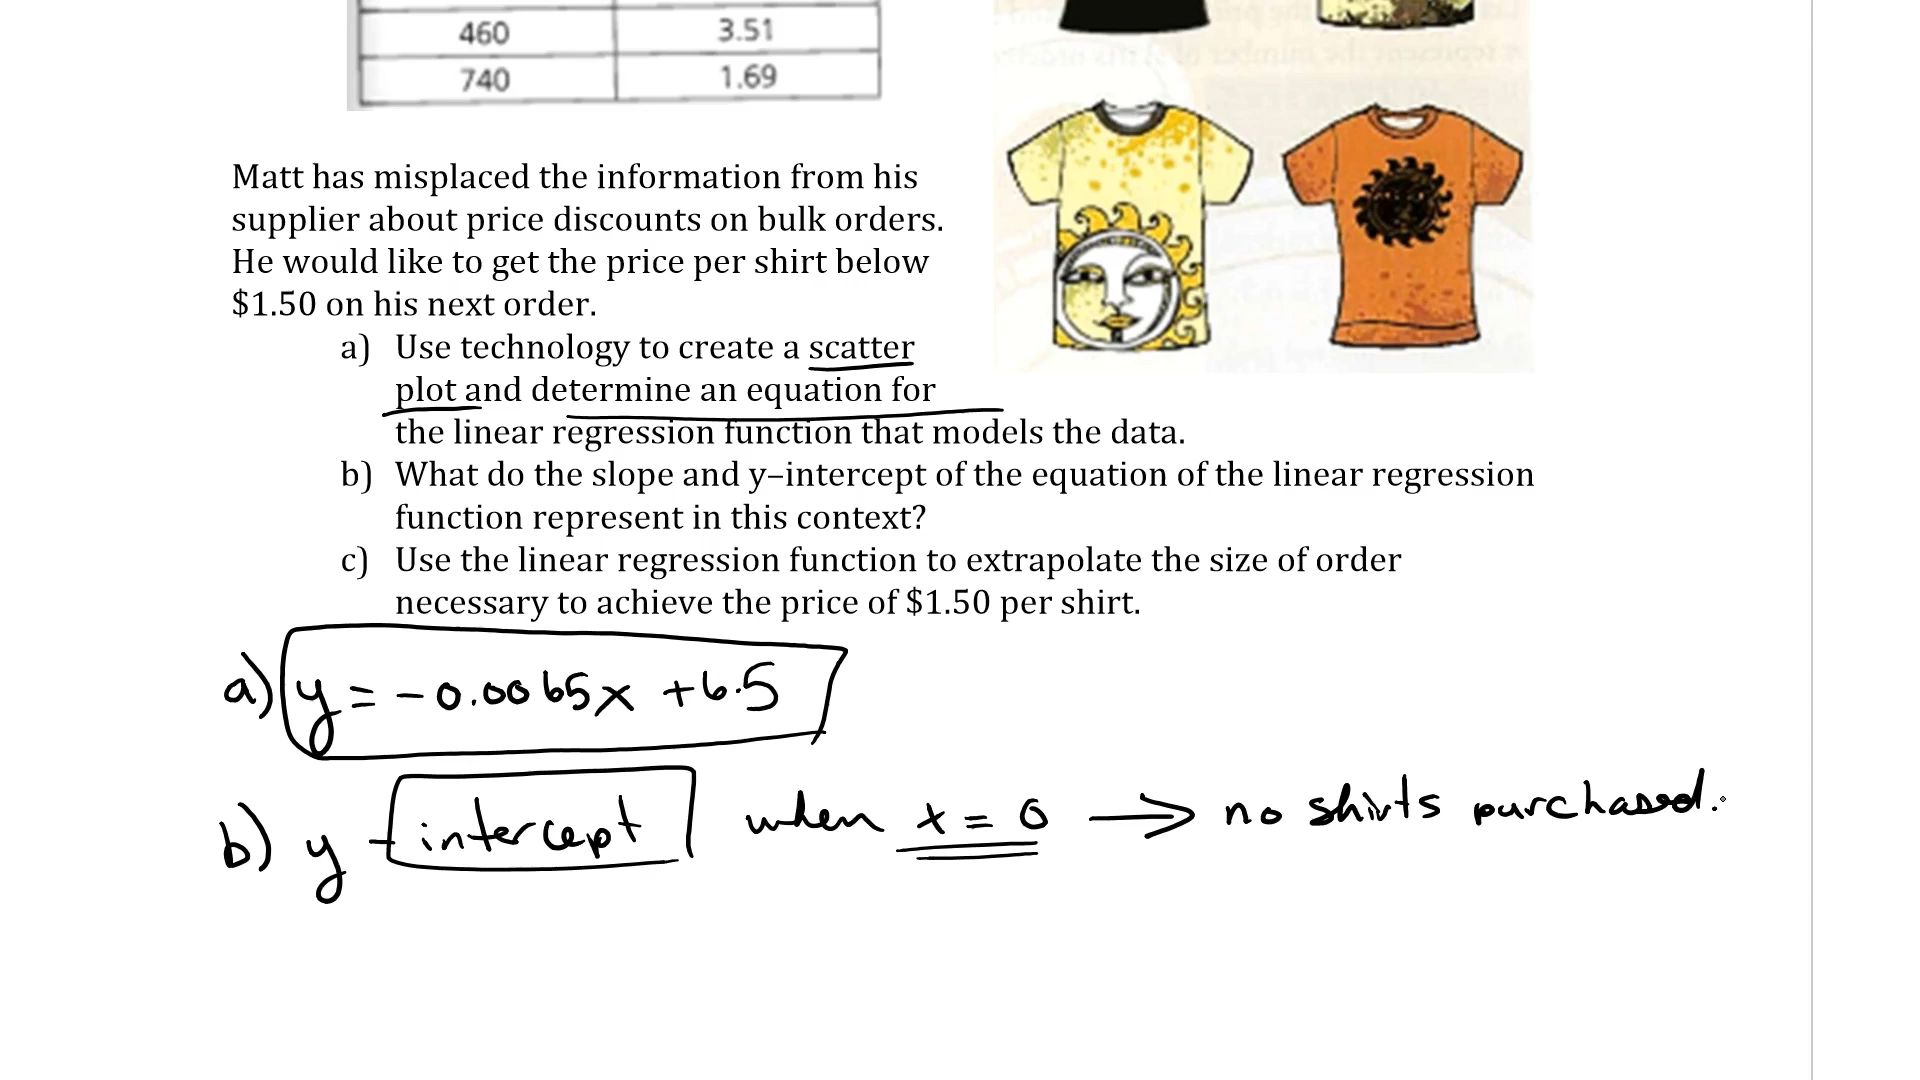 460 3.51
740 1.69
Matt has misplaced the information from his
supplier about price discounts on bulk orders.
He would like to get the price per shirt below
$1.50 on his next order.
a) Use technology to create a scatter
plot and determine an equation for
the linear regression function that models the data.
b) What do the slope and y–intercept of the equation of the linear regression
function represent in this context?
c) Use the linear regression function to extrapolate the size of order
necessary to achieve the price of $1.50 per shirt.
a) y = -0.0065x +6.5
b) y - intercept when x = 0 → no shirts purchased.